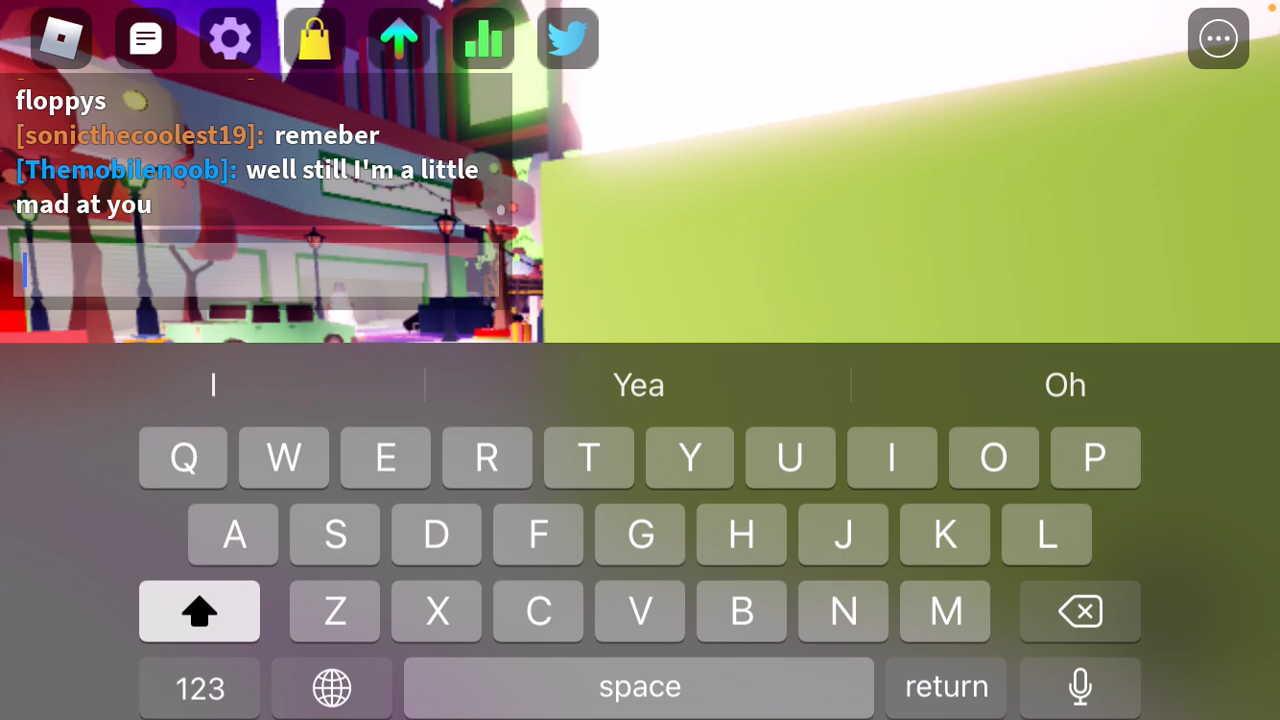 floppys
[sonicthecoolest19]: remeber
[Themobilenoob]: well still I'm a little
mad at you
I Yea Oh
Q W E R T Y U I O P
A S D F G H J K L
Z X C V B N M
123 space return